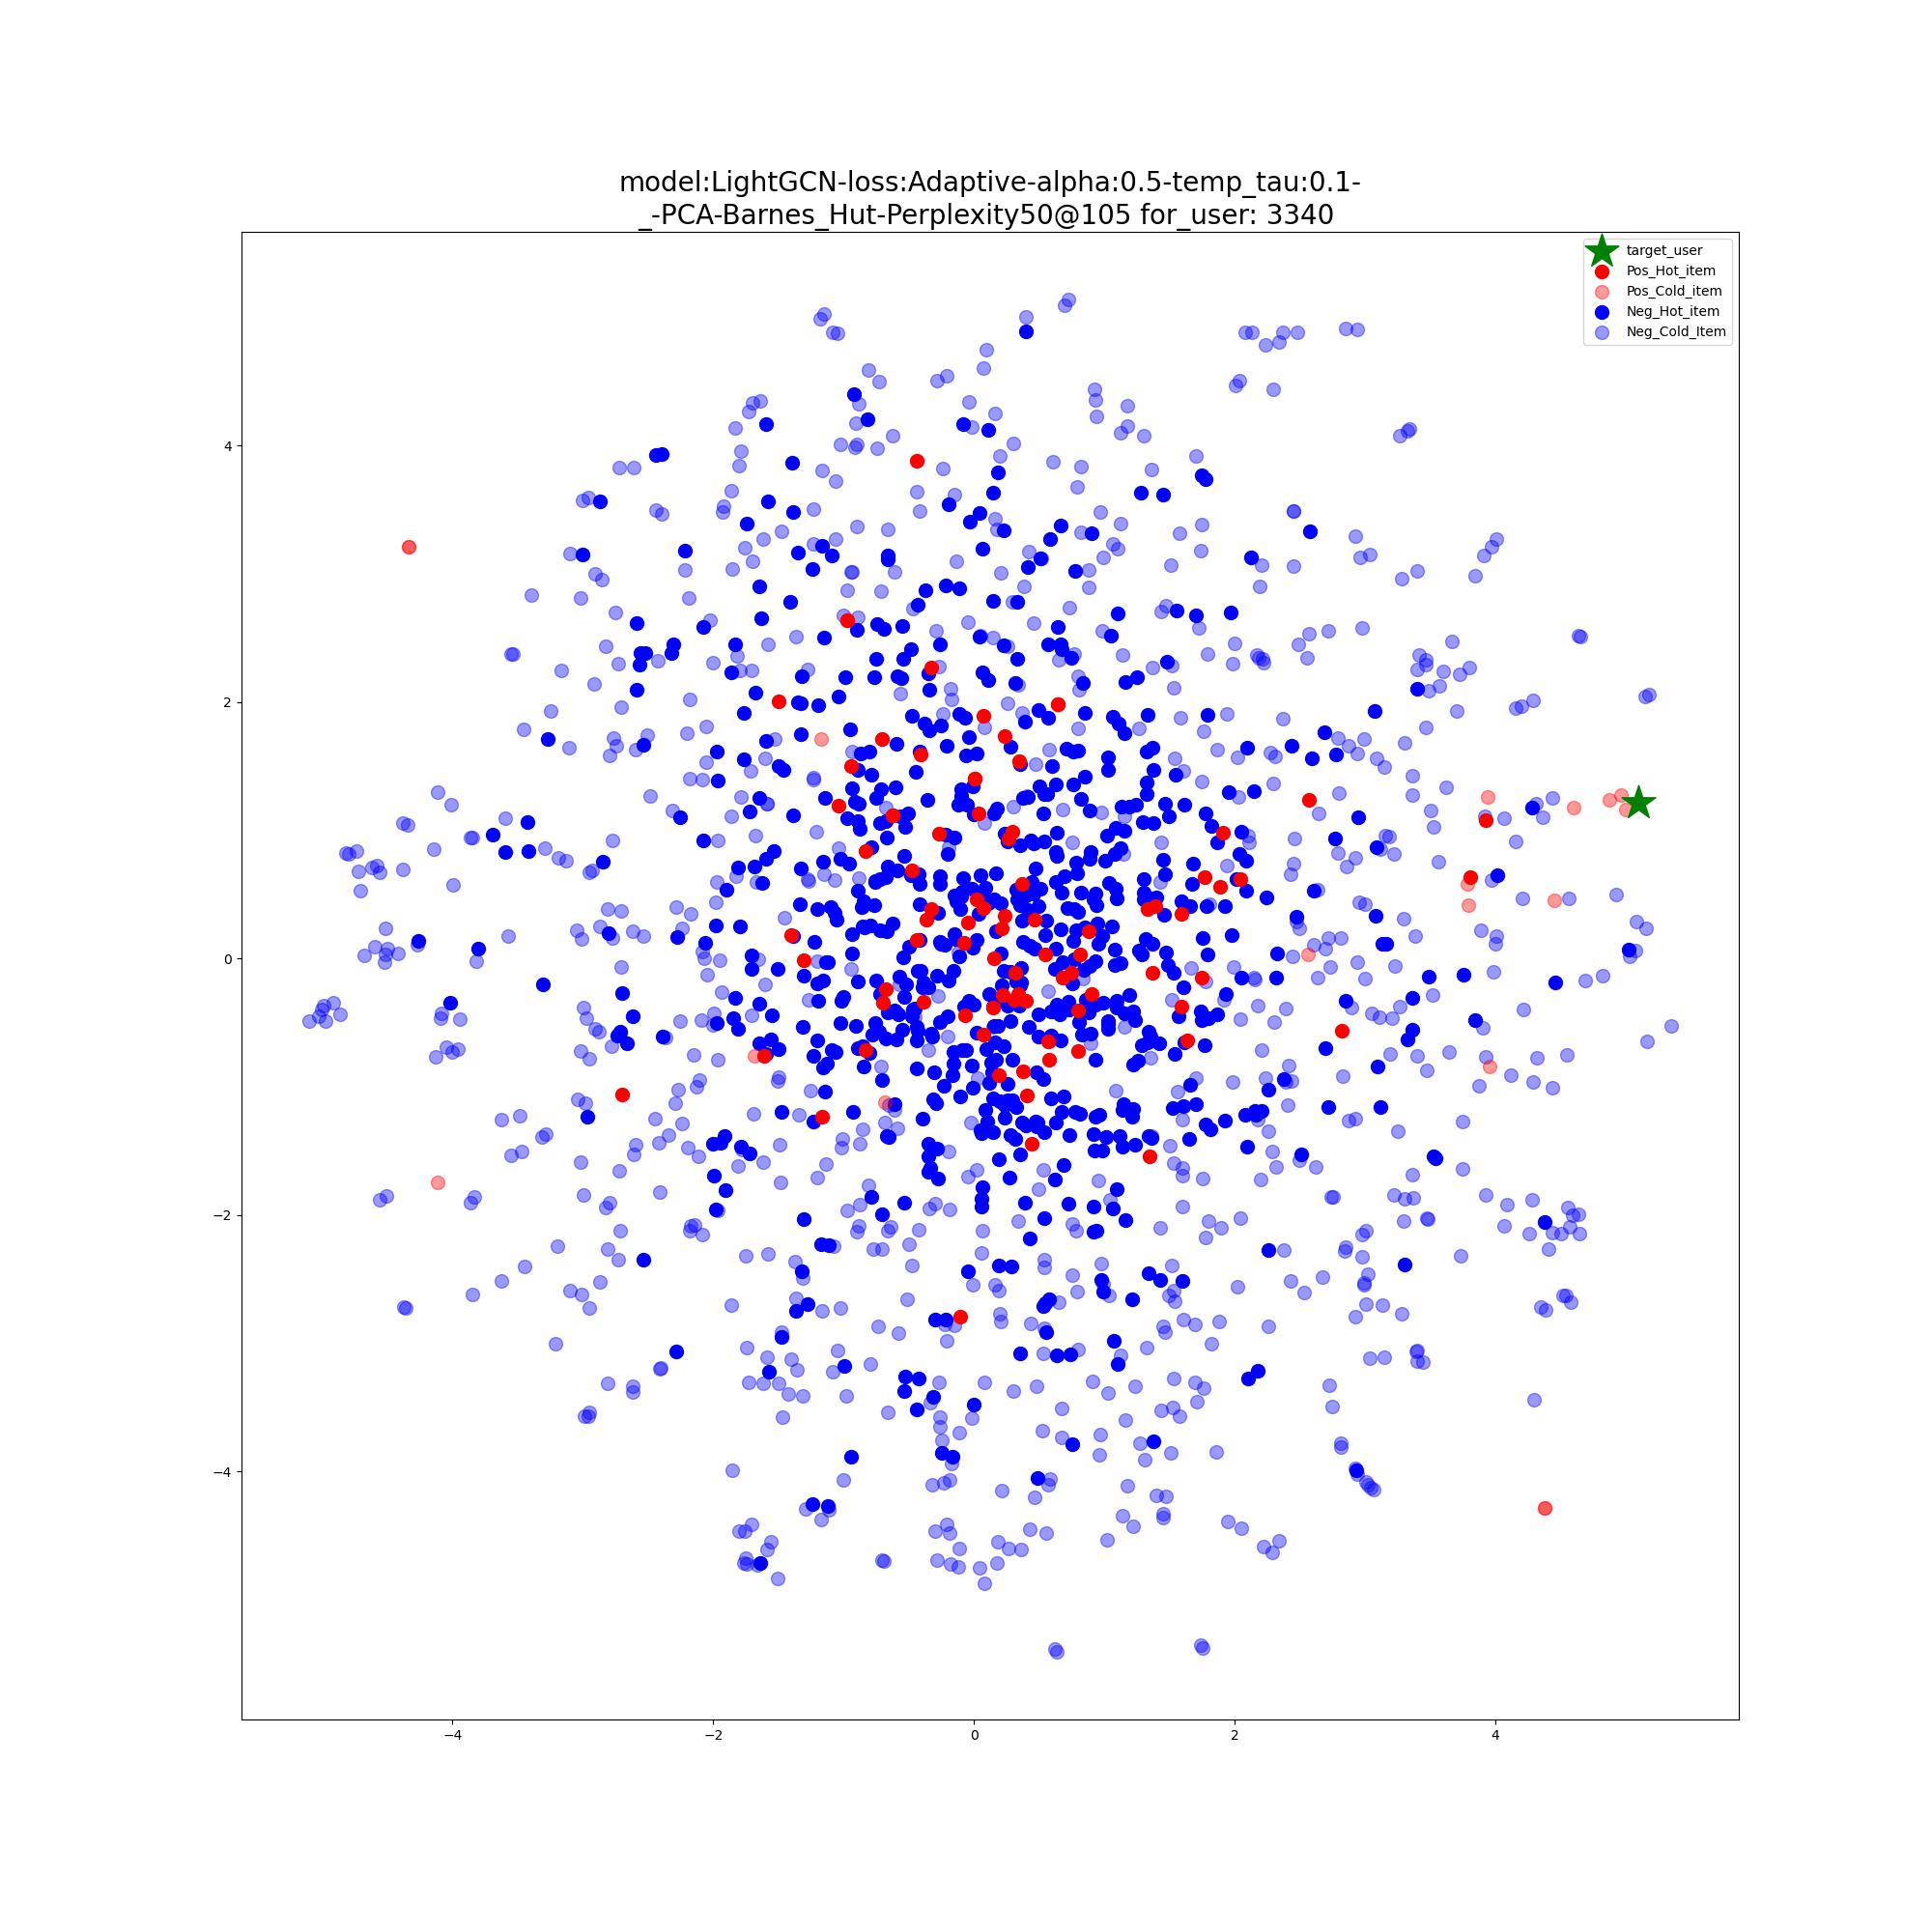 model:LightGCN-loss:Adaptive-alpha:0.5-temp_tau:0.1-
_-PCA-Barnes_Hut-Perplexity50@105 for_user: 3340
target_user
Pos_Hot_item
Pos_Cold_item
Neg_Hot_item
Neg_Cold_Item
4
2
0
−2
−4
−4 −2 0 2 4